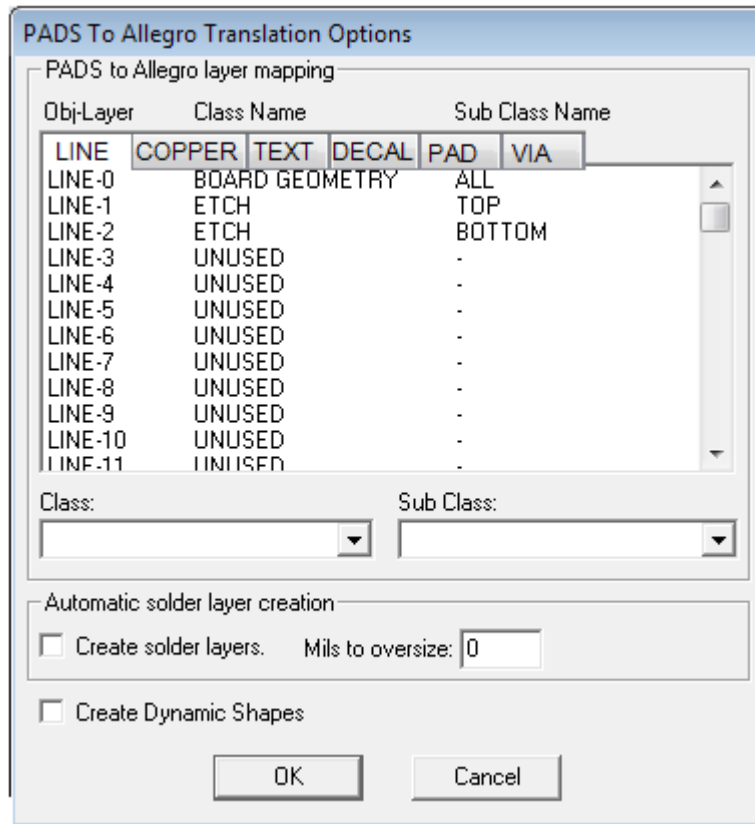 PADS To Allegro Translation Options
PADS to Allegro layer mapping
Obj-Layer Class Name Sub Class Name
LINE COPPER TEXT DECAL PAD VIA
LINE-0 BOARD GEOMETRY ALL
LINE-1 ETCH TOP
LINE-2 ETCH BOTTOM
LINE-3 UNUSED -
LINE-4 UNUSED -
LINE-5 UNUSED -
LINE-6 UNUSED -
LINE-7 UNUSED -
LINE-8 UNUSED -
LINE-9 UNUSED -
LINE-10 UNUSED -
LINE-11 UNUSED -
Class: Sub Class:
Automatic solder layer creation
Create solder layers. Mils to oversize: 0
Create Dynamic Shapes
OK Cancel